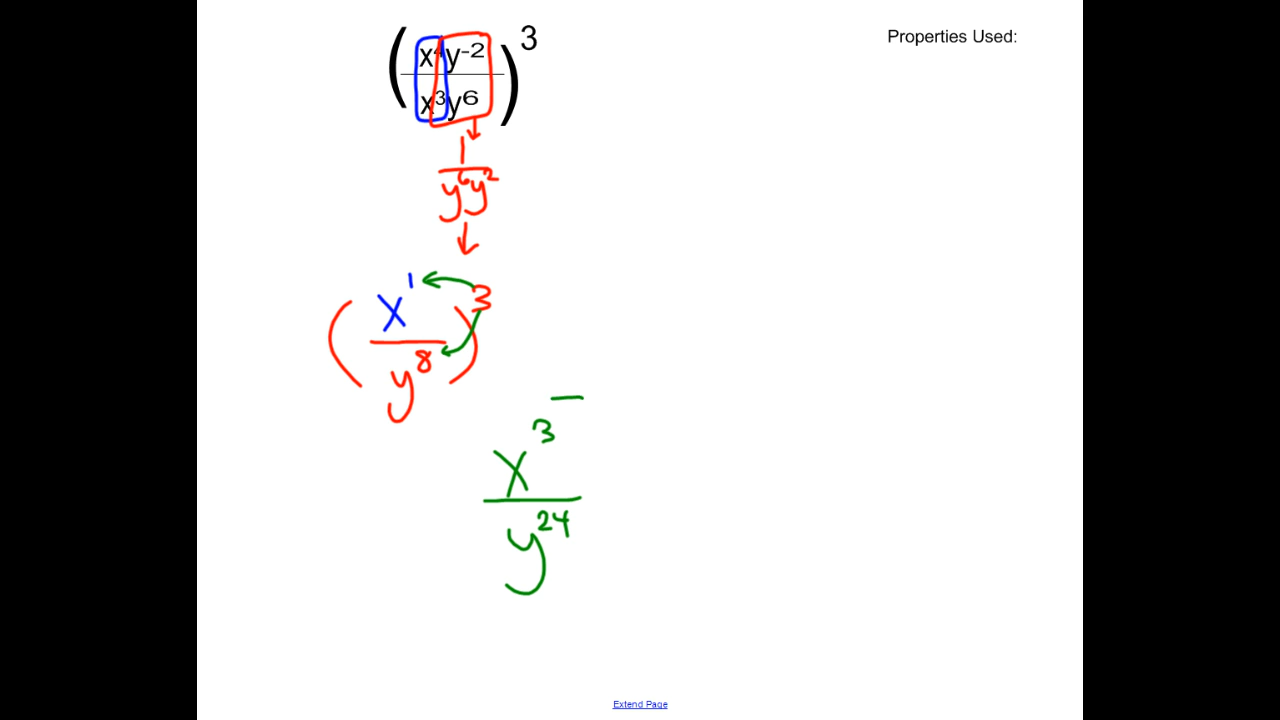 ( x⁴y⁻² )³
Properties Used:
x³y⁶
1
y⁶y²
( x¹ )³
y⁸
x³
y²⁴
Extend Page